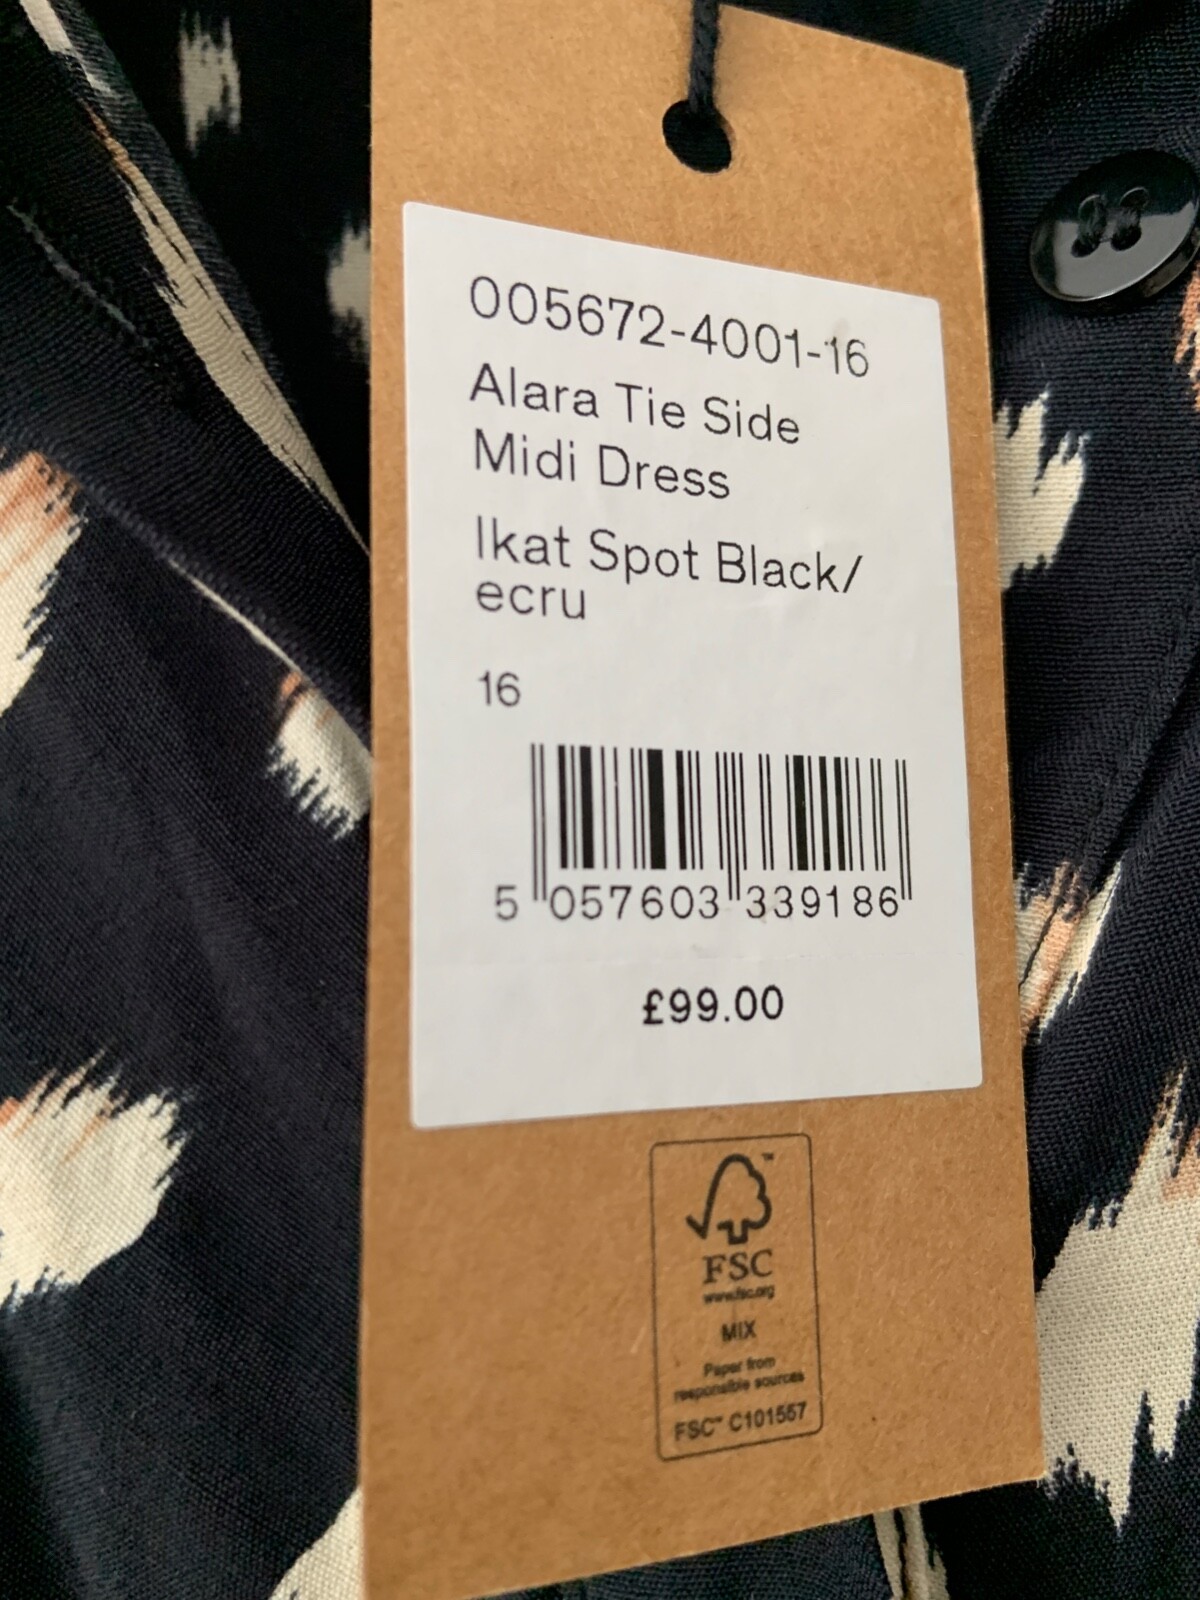 005672-4001-16
Alara Tie Side
Midi Dress
Ikat Spot Black/
ecru
16
5 057603 339186
£99.00
FSC
www.fsc.org
MIX
Paper from
responsible sources
FSC™ C101557